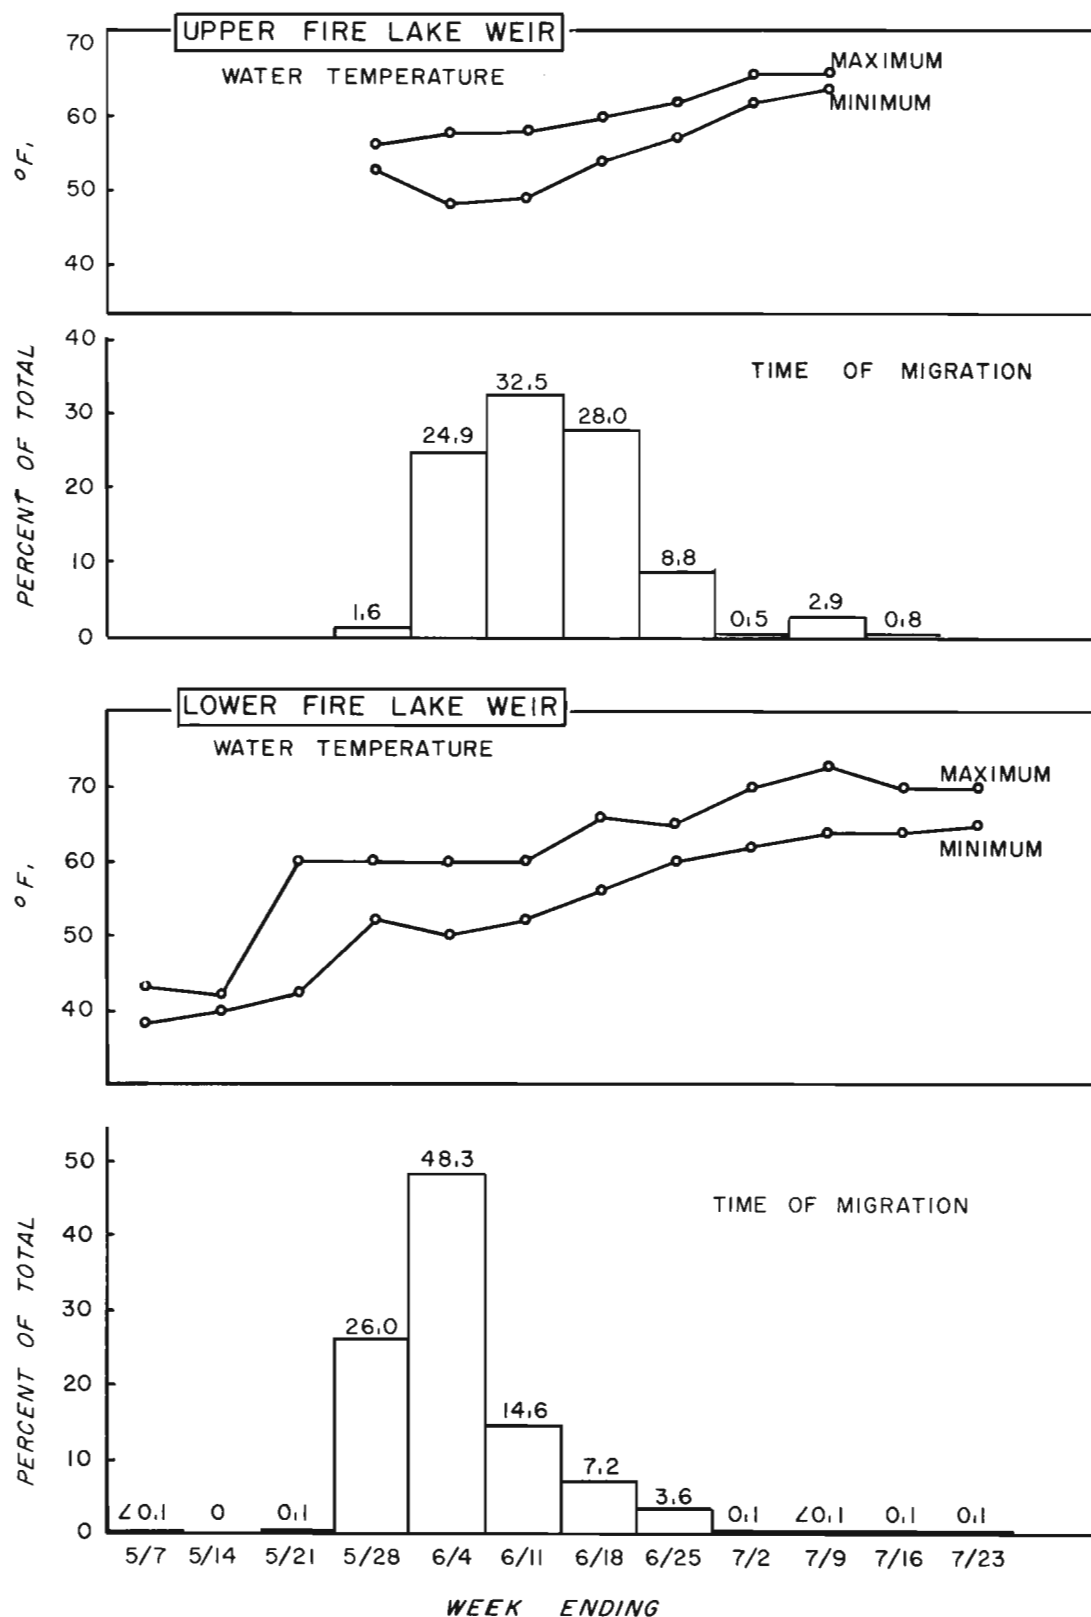 UPPER FIRE LAKE WEIR
WATER TEMPERATURE
MAXIMUM
MINIMUM
°F.
70
60
50
40
TIME OF MIGRATION
PERCENT OF TOTAL
40
30
20
10
0
1.6
24.9
32.5
28.0
8.8
0.5
2.9
0.8
LOWER FIRE LAKE WEIR
WATER TEMPERATURE
MAXIMUM
MINIMUM
°F.
70
60
50
40
TIME OF MIGRATION
PERCENT OF TOTAL
50
40
30
20
10
0
<0.1
0
0.1
26.0
48.3
14.6
7.2
3.6
0.1
<0.1
0.1
0.1
5/7 5/14 5/21 5/28 6/4 6/11 6/18 6/25 7/2 7/9 7/16 7/23
WEEK ENDING